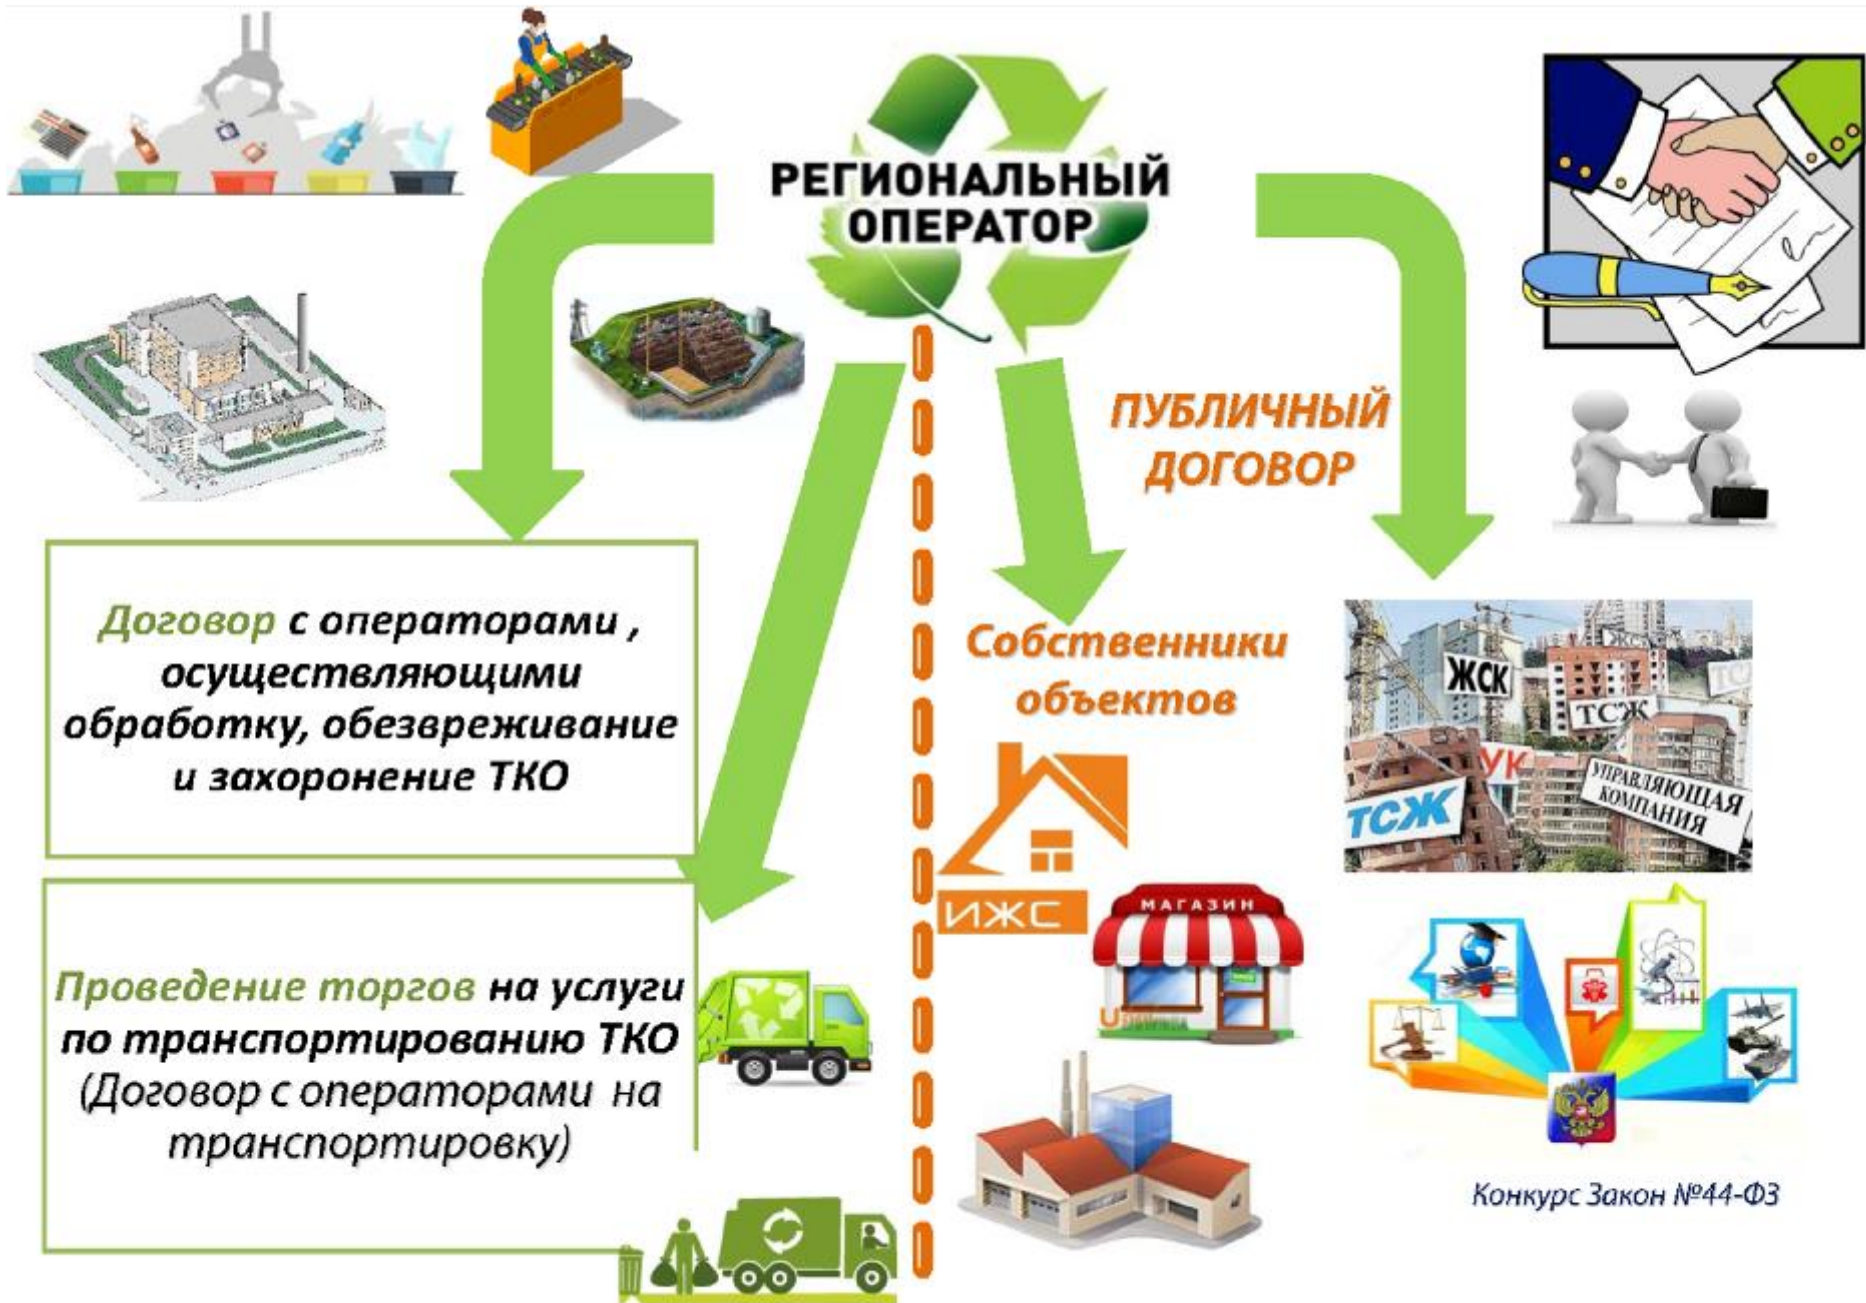 РЕГИОНАЛЬНЫЙ
ОПЕРАТОР
ПУБЛИЧНЫЙ
ДОГОВОР
Договор с операторами ,
осуществляющими
обработку, обезвреживание
и захоронение ТКО
Проведение торгов на услуги
по транспортированию ТКО
(Договор с операторами на
транспортировку)
Собственники
объектов
ИЖС
МАГАЗИН
ЖСК
ТСЖ
УК
ТСЖ
УПРАВЛЯЮЩАЯ
КОМПАНИЯ
Конкурс Закон №44-ФЗ